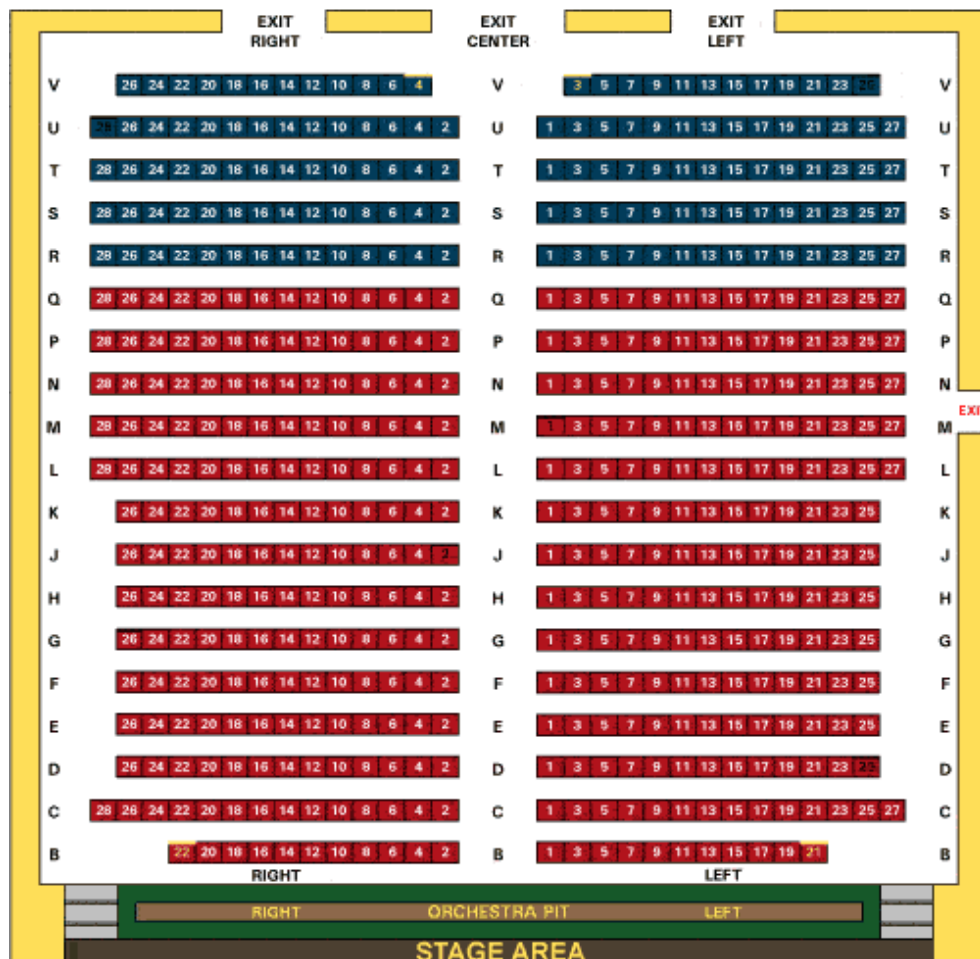 EXIT RIGHT EXIT CENTER EXIT LEFT
V 26 24 22 20 18 16 14 12 10 8 6 4 V 3 5 7 9 11 13 15 17 19 21 23 25 V
U 28 26 24 22 20 18 16 14 12 10 8 6 4 2 U 1 3 5 7 9 11 13 15 17 19 21 23 25 27 U
T 28 26 24 22 20 18 16 14 12 10 8 6 4 2 T 1 3 5 7 9 11 13 15 17 19 21 23 25 27 T
S 28 26 24 22 20 18 16 14 12 10 8 6 4 2 S 1 3 5 7 9 11 13 15 17 19 21 23 25 27 S
R 28 26 24 22 20 18 16 14 12 10 8 6 4 2 R 1 3 5 7 9 11 13 15 17 19 21 23 25 27 R
Q 28 26 24 22 20 18 16 14 12 10 8 6 4 2 Q 1 3 5 7 9 11 13 15 17 19 21 23 25 27 Q
P 28 26 24 22 20 18 16 14 12 10 8 6 4 2 P 1 3 5 7 9 11 13 15 17 19 21 23 25 27 P
N 28 26 24 22 20 18 16 14 12 10 8 6 4 2 N 1 3 5 7 9 11 13 15 17 19 21 23 25 27 N
EXI
M 28 26 24 22 20 18 16 14 12 10 8 6 4 2 M 1 3 5 7 9 11 13 15 17 19 21 23 25 27 M
L 28 26 24 22 20 18 16 14 12 10 8 6 4 2 L 1 3 5 7 9 11 13 15 17 19 21 23 25 27 L
K 26 24 22 20 18 16 14 12 10 8 6 4 2 K 1 3 5 7 9 11 13 15 17 19 21 23 25 K
J 26 24 22 20 18 16 14 12 10 8 6 4 2 J 1 3 5 7 9 11 13 15 17 19 21 23 25 J
H 26 24 22 20 18 16 14 12 10 8 6 4 2 H 1 3 5 7 9 11 13 15 17 19 21 23 25 H
G 26 24 22 20 18 16 14 12 10 8 6 4 2 G 1 3 5 7 9 11 13 15 17 19 21 23 25 G
F 26 24 22 20 18 16 14 12 10 8 6 4 2 F 1 3 5 7 9 11 13 15 17 19 21 23 25 F
E 26 24 22 20 18 16 14 12 10 8 6 4 2 E 1 3 5 7 9 11 13 15 17 19 21 23 25 E
D 26 24 22 20 18 16 14 12 10 8 6 4 2 D 1 3 5 7 9 11 13 15 17 19 21 23 25 D
C 28 26 24 22 20 18 16 14 12 10 8 6 4 2 C 1 3 5 7 9 11 13 15 17 19 21 23 25 27 C
B 22 20 18 16 14 12 10 8 6 4 2 B 1 3 5 7 9 11 13 15 17 19 21 B
RIGHT LEFT
RIGHT ORCHESTRA PIT LEFT
STAGE AREA